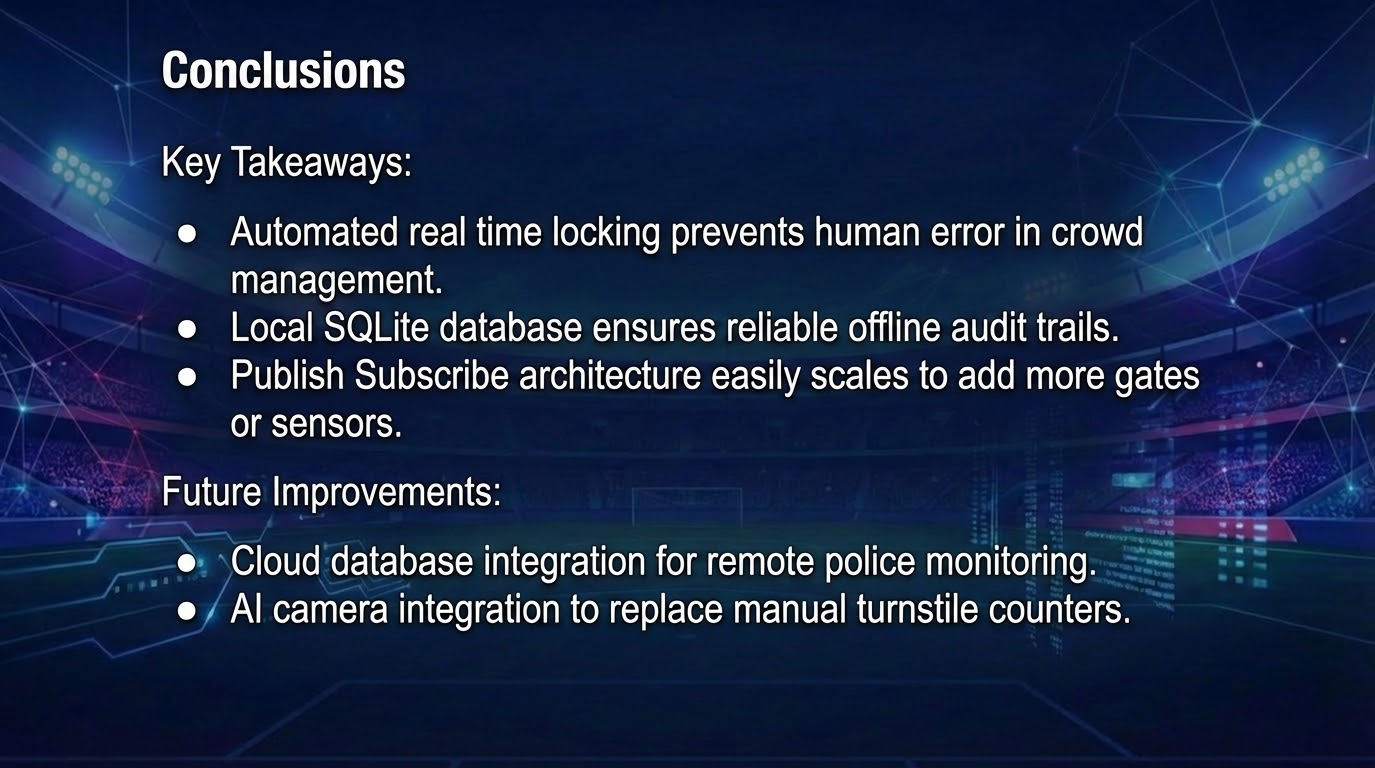 Conclusions
Key Takeaways:
● Automated real time locking prevents human error in crowd
management.
● Local SQLite database ensures reliable offline audit trails.
● Publish Subscribe architecture easily scales to add more gates
or sensors.
Future Improvements:
● Cloud database integration for remote police monitoring.
● AI camera integration to replace manual turnstile counters.